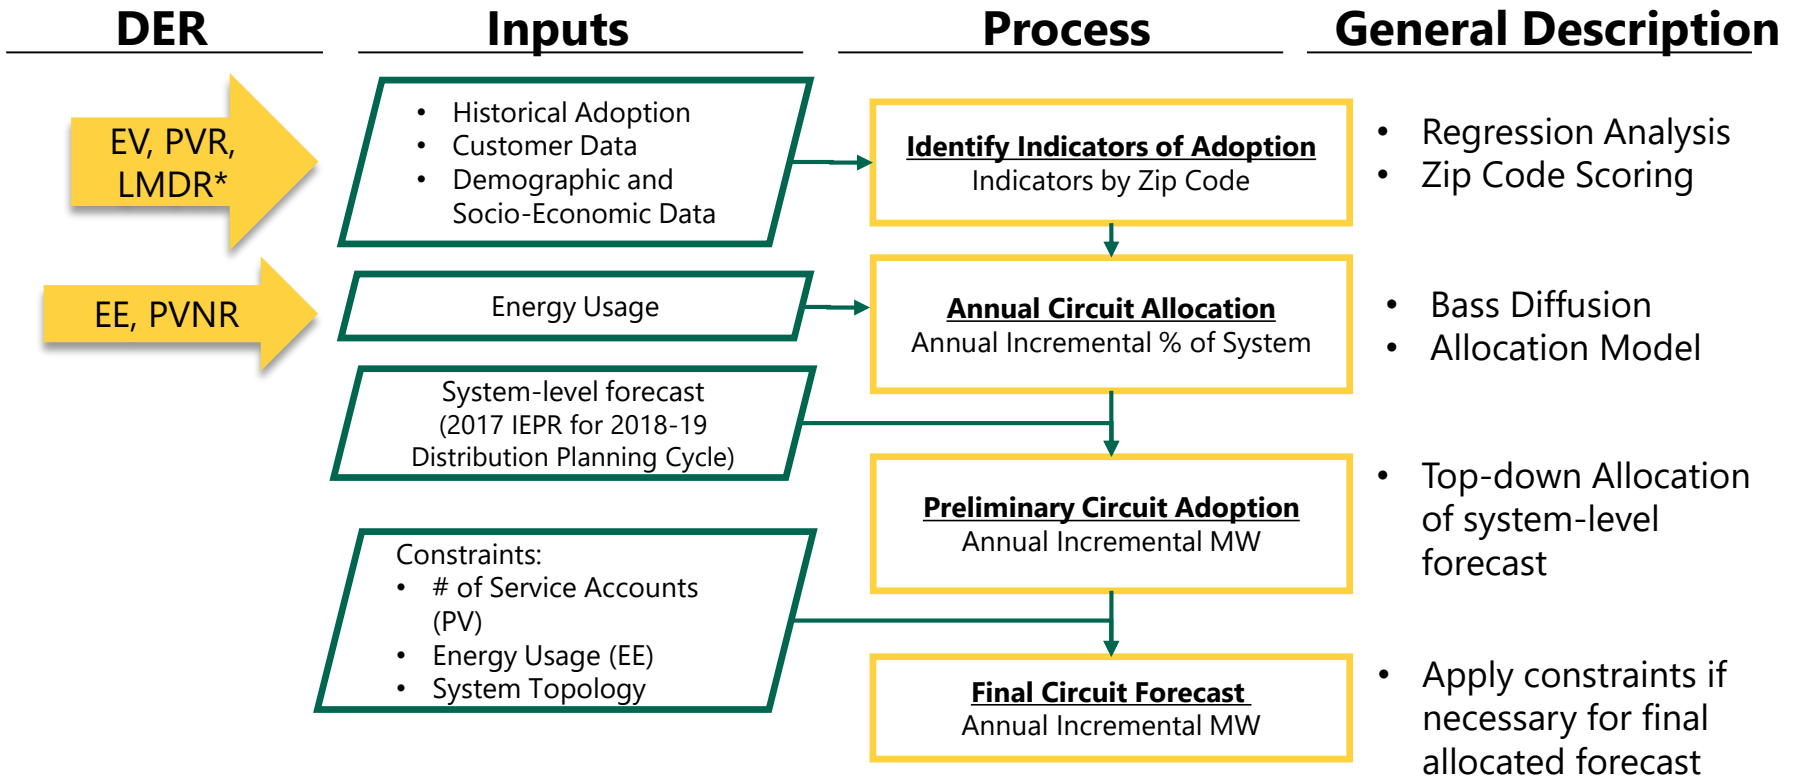 DER
Inputs
Process
General Description
EV, PVR,
LMDR*
• Historical Adoption
• Customer Data
• Demographic and
Socio-Economic Data
Identify Indicators of Adoption
Indicators by Zip Code
• Regression Analysis
• Zip Code Scoring
EE, PVNR
Energy Usage
Annual Circuit Allocation
Annual Incremental % of System
• Bass Diffusion
• Allocation Model
System-level forecast
(2017 IEPR for 2018-19
Distribution Planning Cycle)
Preliminary Circuit Adoption
Annual Incremental MW
• Top-down Allocation
of system-level
forecast
Constraints:
• # of Service Accounts
(PV)
• Energy Usage (EE)
• System Topology
Final Circuit Forecast
Annual Incremental MW
• Apply constraints if
necessary for final
allocated forecast